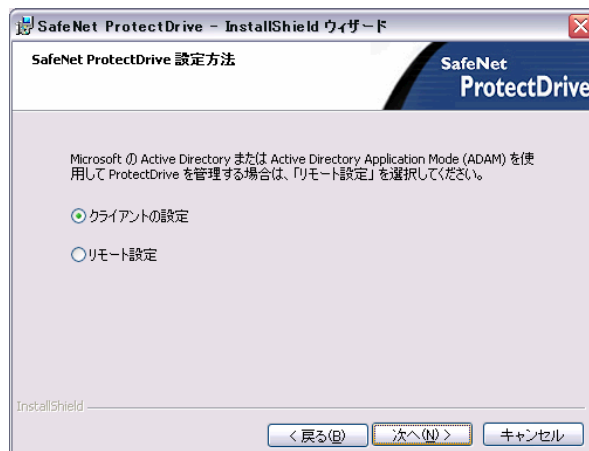 SafeNet ProtectDrive - InstallShield ウィザード
SafeNet ProtectDrive 設定方法
SafeNet
ProtectDrive
Microsoft の Active Directory または Active Directory Application Mode (ADAM) を使
用して ProtectDrive を管理する場合は、「リモート設定」 を選択してください。
クライアントの設定
リモート設定
InstallShield
< 戻る(B)
次へ(N) >
キャンセル